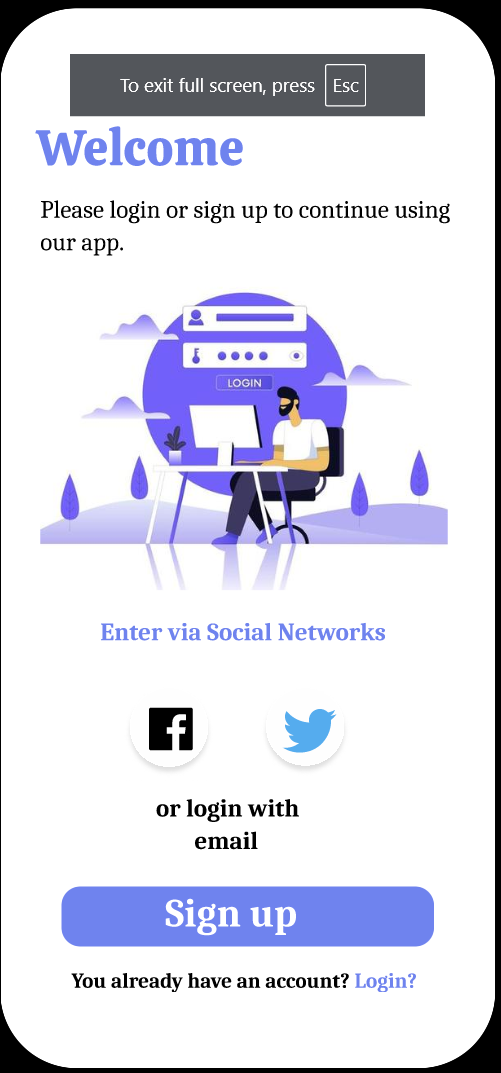 To exit full screen, press Esc
Welcome
Please login or sign up to continue using
our app.
LOGIN
Enter via Social Networks
or login with
email
Sign up
You already have an account? Login?